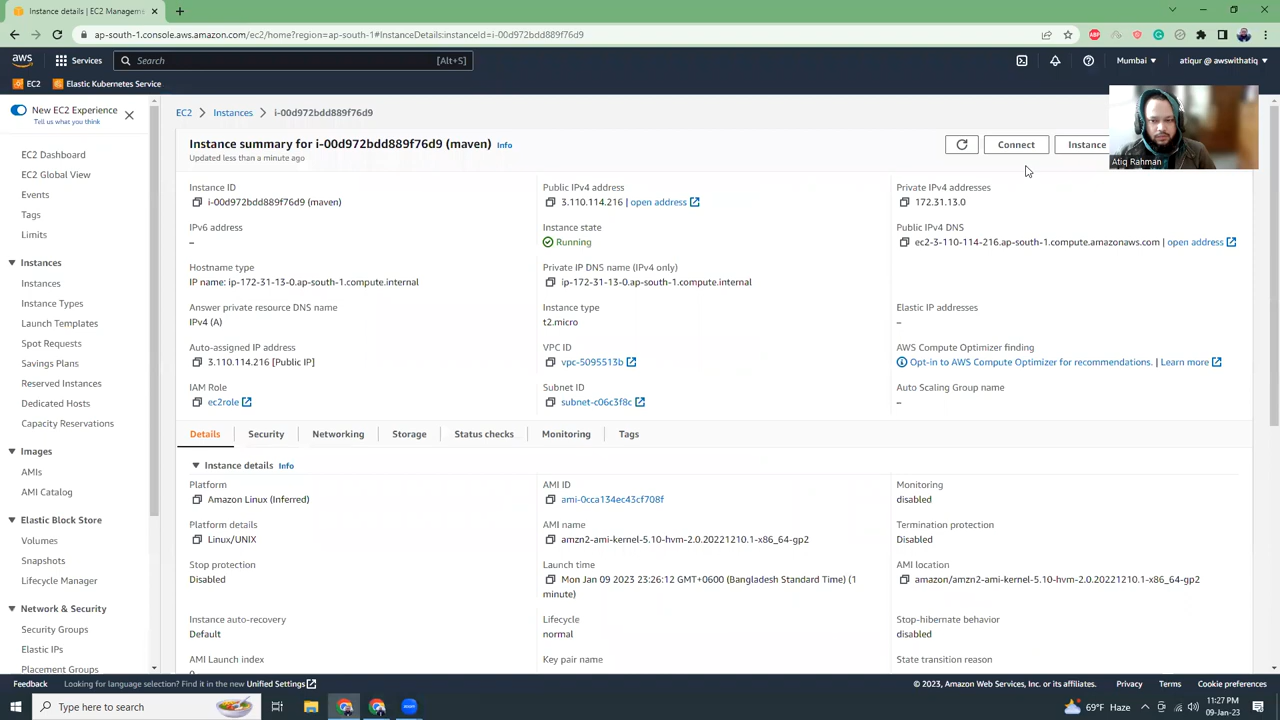 Instance details | EC2 Manage
ap-south-1.console.aws.amazon.com/ec2/home?region=ap-south-1#InstanceDetails:instanceId=i-00d972bdd889f76d9
aws Services Search [Alt+S] Mumbai atiqur @ awswithatiq
EC2 Elastic Kubernetes Service
New EC2 Experience
Tell us what you think
EC2 Dashboard
EC2 Global View
Events
Tags
Limits
Instances
Instances
Instance Types
Launch Templates
Spot Requests
Savings Plans
Reserved Instances
Dedicated Hosts
Capacity Reservations
Images
AMIs
AMI Catalog
Elastic Block Store
Volumes
Snapshots
Lifecycle Manager
Network & Security
Security Groups
Elastic IPs
Placement Groups
EC2 > Instances > i-00d972bdd889f76d9
Instance summary for i-00d972bdd889f76d9 (maven) Info
Updated less than a minute ago
Connect Instance
Atiq Rahman
Instance ID
i-00d972bdd889f76d9 (maven)
Public IPv4 address
3.110.114.216 | open address
Private IPv4 addresses
172.31.13.0
IPv6 address
–
Instance state
Running
Public IPv4 DNS
ec2-3-110-114-216.ap-south-1.compute.amazonaws.com | open address
Hostname type
IP name: ip-172-31-13-0.ap-south-1.compute.internal
Private IP DNS name (IPv4 only)
ip-172-31-13-0.ap-south-1.compute.internal
Answer private resource DNS name
IPv4 (A)
Instance type
t2.micro
Elastic IP addresses
–
Auto-assigned IP address
3.110.114.216 [Public IP]
VPC ID
vpc-5095513b
AWS Compute Optimizer finding
Opt-in to AWS Compute Optimizer for recommendations. | Learn more
IAM Role
ec2role
Subnet ID
subnet-c06c3f8c
Auto Scaling Group name
–
Details Security Networking Storage Status checks Monitoring Tags
Instance details Info
Platform
Amazon Linux (Inferred)
AMI ID
ami-0cca134ec43cf708f
Monitoring
disabled
Platform details
Linux/UNIX
AMI name
amzn2-ami-kernel-5.10-hvm-2.0.20221210.1-x86_64-gp2
Termination protection
Disabled
Stop protection
Disabled
Launch time
Mon Jan 09 2023 23:26:12 GMT+0600 (Bangladesh Standard Time) (1
minute)
AMI location
amazon/amzn2-ami-kernel-5.10-hvm-2.0.20221210.1-x86_64-gp2
Instance auto-recovery
Default
Lifecycle
normal
Stop-hibernate behavior
disabled
AMI Launch index
Key pair name
State transition reason
Feedback Looking for language selection? Find it in the new Unified Settings
© 2023, Amazon Web Services, Inc. or its affiliates. Privacy Terms Cookie preferences
Type here to search
zoom
69°F Haze
11:27 PM
09-Jan-23